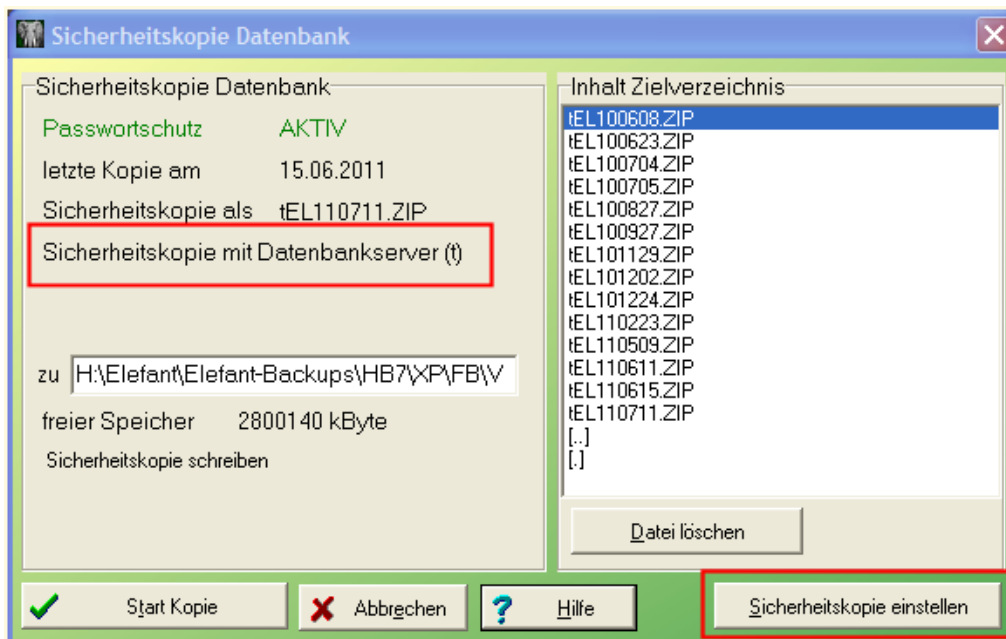 Sicherheitskopie Datenbank
Sicherheitskopie Datenbank
Passwortschutz AKTIV
letzte Kopie am 15.06.2011
Sicherheitskopie als tEL110711.ZIP
Sicherheitskopie mit Datenbankserver (t)
zu H:\Elefant\Elefant-Backups\HB7\XP\FB\V
freier Speicher 2800140 kByte
Sicherheitskopie schreiben
Inhalt Zielverzeichnis
tEL100608.ZIP
tEL100623.ZIP
tEL100704.ZIP
tEL100705.ZIP
tEL100827.ZIP
tEL100927.ZIP
tEL101129.ZIP
tEL101202.ZIP
tEL101224.ZIP
tEL110223.ZIP
tEL110509.ZIP
tEL110611.ZIP
tEL110615.ZIP
tEL110711.ZIP
[..]
[.]
Datei löschen
Start Kopie
Abbrechen
? Hilfe
Sicherheitskopie einstellen